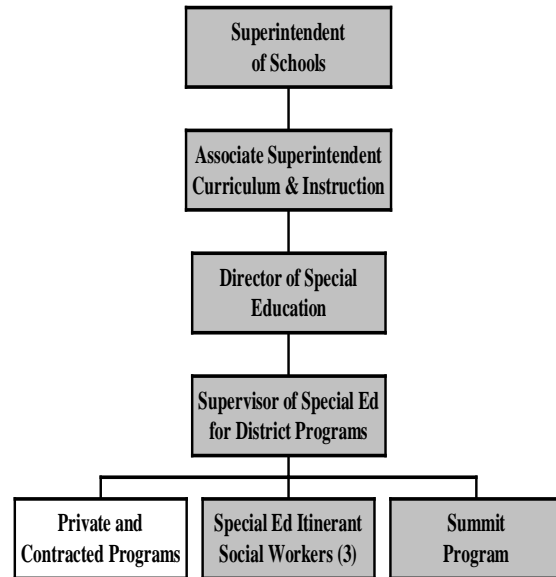 Superintendent
of Schools
Associate Superintendent
Curriculum & Instruction
Director of Special
Education
Supervisor of Special Ed
for District Programs
Private and
Contracted Programs
Special Ed Itinerant
Social Workers (3)
Summit
Program